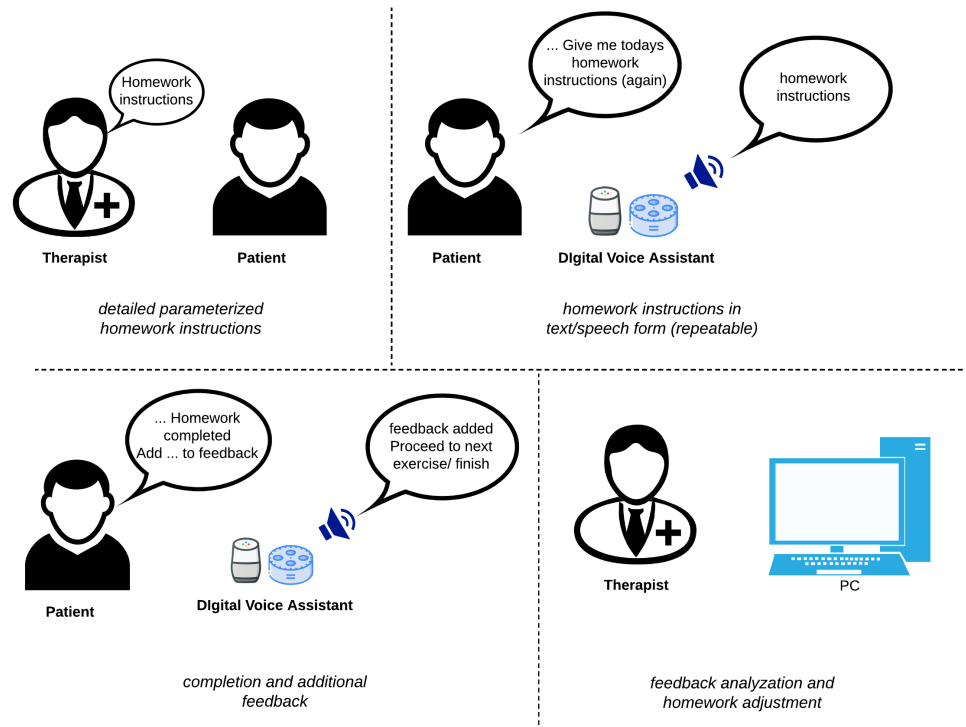 Homework
instructions
Therapist
Patient
detailed parameterized
homework instructions
... Give me todays
homework
instructions (again)
homework
instructions
Patient
DIgital Voice Assistant
homework instructions in
text/speech form (repeatable)
... Homework
completed
Add ... to feedback
feedback added
Proceed to next
exercise/ finish
Patient
DIgital Voice Assistant
completion and additional
feedback
Therapist
PC
feedback analyzation and
homework adjustment